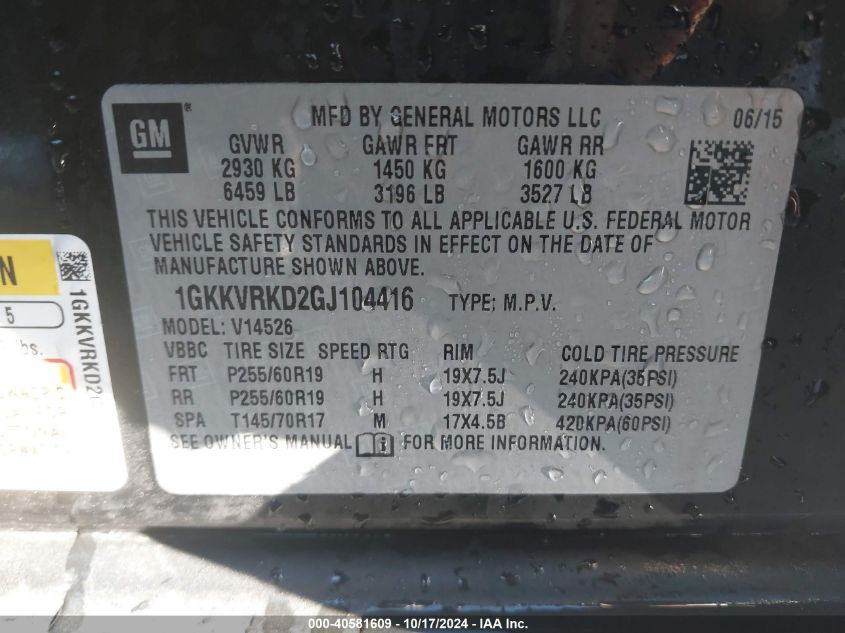 GM
®
MFD BY GENERAL MOTORS LLC
06/15
GVWR GAWR FRT GAWR RR
2930 KG 1450 KG 1600 KG
6459 LB 3196 LB 3527 LB
THIS VEHICLE CONFORMS TO ALL APPLICABLE U.S. FEDERAL MOTOR
VEHICLE SAFETY STANDARDS IN EFFECT ON THE DATE OF
MANUFACTURE SHOWN ABOVE.
1GKKVRKD2GJ104416 TYPE: M.P.V.
MODEL: V14526
VBBC TIRE SIZE SPEED RTG RIM COLD TIRE PRESSURE
FRT P255/60R19 H 19X7.5J 240KPA(35PSI)
RR P255/60R19 H 19X7.5J 240KPA(35PSI)
SPA T145/70R17 M 17X4.5B 420KPA(60PSI)
SEE OWNER'S MANUAL FOR MORE INFORMATION.
N
5
lbs.
1GKKVRKD2
000-40581609 - 10/17/2024 - IAAI.com